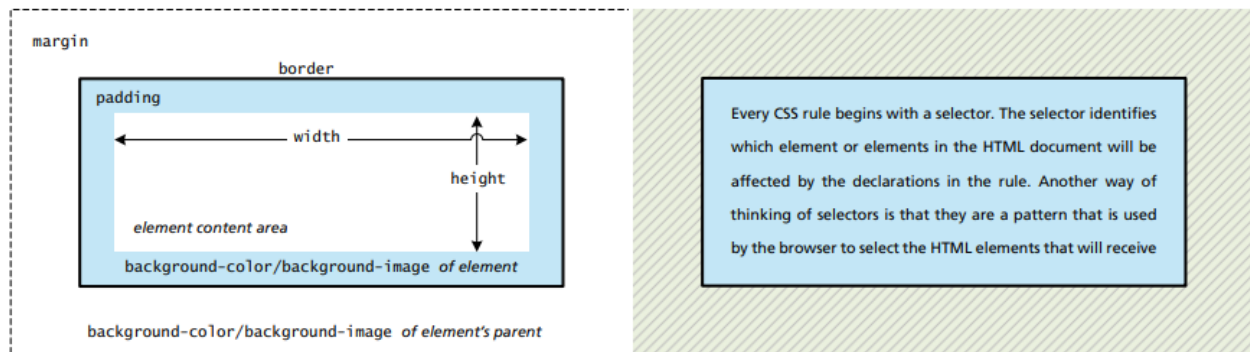 margin
border
padding
width
height
element content area
background-color/background-image of element
background-color/background-image of element's parent
Every CSS rule begins with a selector. The selector identifies
which element or elements in the HTML document will be
affected by the declarations in the rule. Another way of
thinking of selectors is that they are a pattern that is used
by the browser to select the HTML elements that will receive